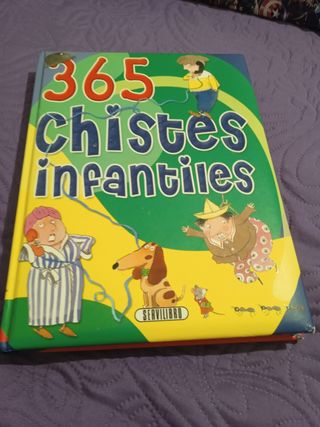 365
Chistes
infantiles
SERVILIBRO